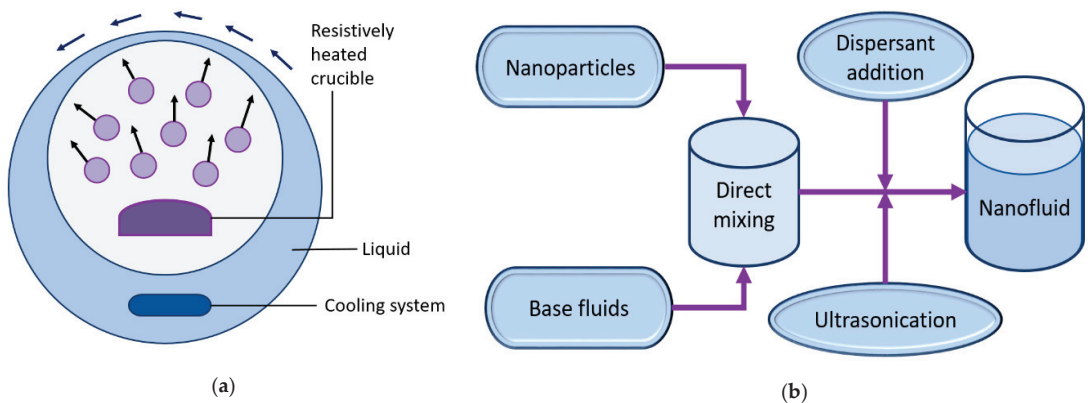 Resistively
heated
crucible
Liquid
Cooling system
(a)
Nanoparticles
Base fluids
Direct
mixing
Dispersant
addition
Ultrasonication
Nanofluid
(b)